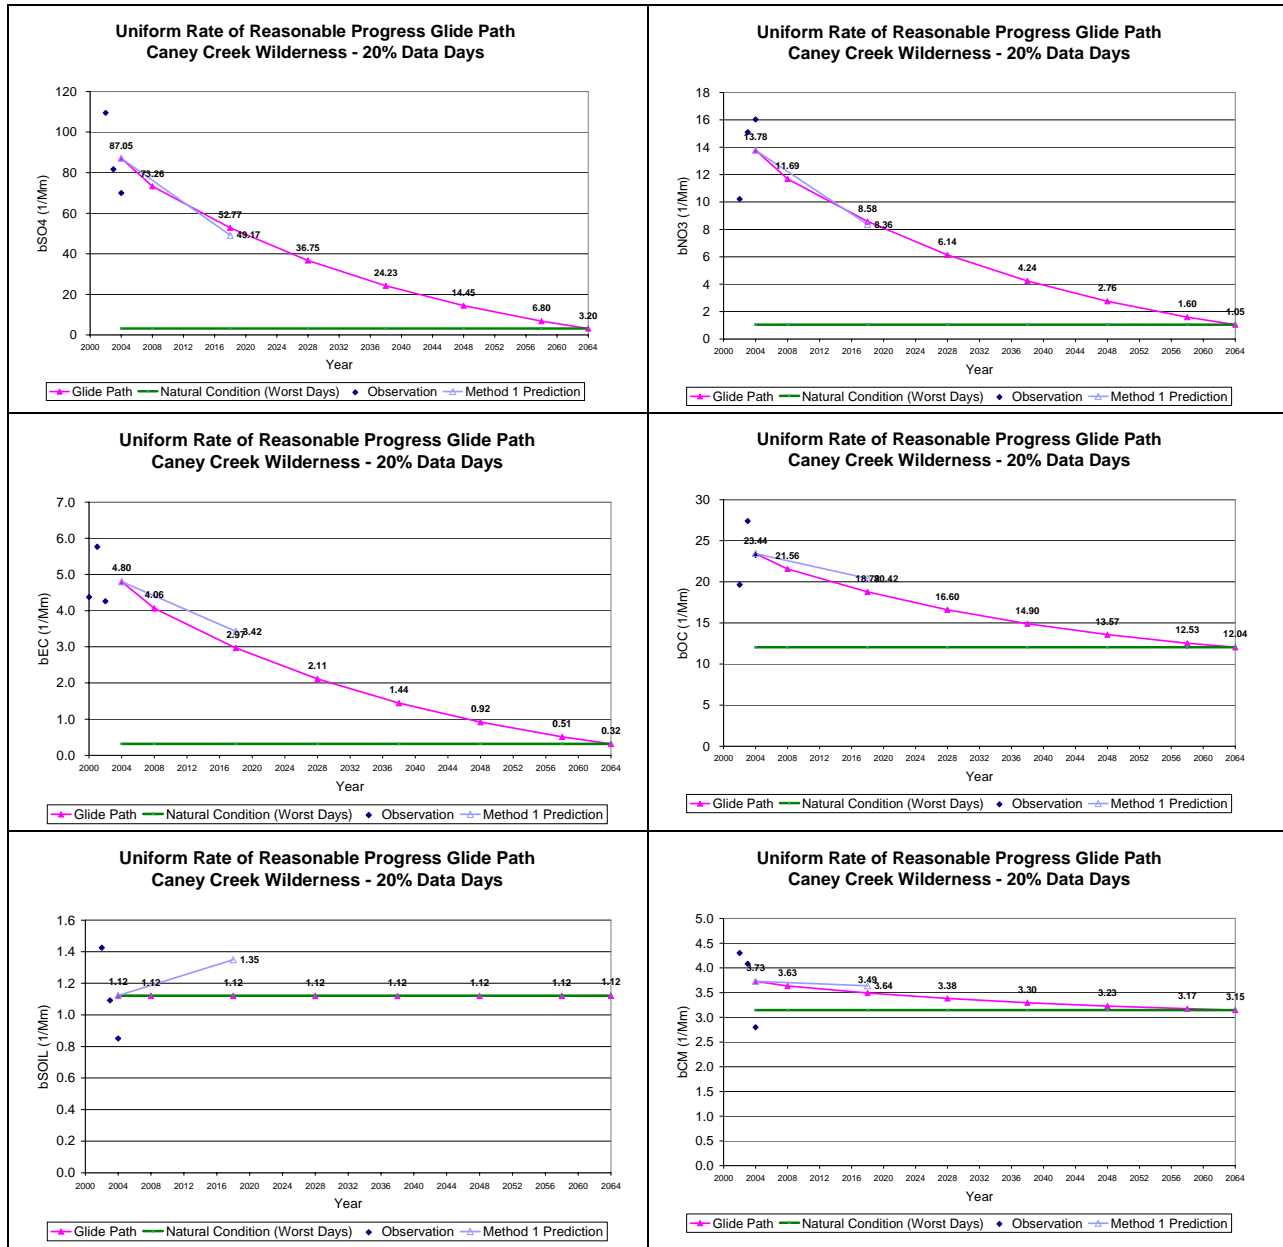 Uniform Rate of Reasonable Progress Glide Path
Caney Creek Wilderness - 20% Data Days
bSO4 (1/Mm)
120
100
80
60
40
20
0
87.05
73.26
52.77
49.17
36.75
24.23
14.45
6.80
3.20
2000 2004 2008 2012 2016 2020 2024 2028 2032 2036 2040 2044 2048 2052 2056 2060 2064
Year
Glide Path Natural Condition (Worst Days) Observation Method 1 Prediction
Uniform Rate of Reasonable Progress Glide Path
Caney Creek Wilderness - 20% Data Days
bNO3 (1/Mm)
18
16
14
12
10
8
6
4
2
0
13.78
11.69
8.58
8.36
6.14
4.24
2.76
1.60
1.05
2000 2004 2008 2012 2016 2020 2024 2028 2032 2036 2040 2044 2048 2052 2056 2060 2064
Year
Glide Path Natural Condition (Worst Days) Observation Method 1 Prediction
Uniform Rate of Reasonable Progress Glide Path
Caney Creek Wilderness - 20% Data Days
bEC (1/Mm)
7.0
6.0
5.0
4.0
3.0
2.0
1.0
0.0
4.80
4.06
2.97
3.42
2.11
1.44
0.92
0.51
0.32
2000 2004 2008 2012 2016 2020 2024 2028 2032 2036 2040 2044 2048 2052 2056 2060 2064
Year
Glide Path Natural Condition (Worst Days) Observation Method 1 Prediction
Uniform Rate of Reasonable Progress Glide Path
Caney Creek Wilderness - 20% Data Days
bOC (1/Mm)
30
25
20
15
10
5
0
23.44
21.56
18.78
20.42
16.60
14.90
13.57
12.53
12.04
2000 2004 2008 2012 2016 2020 2024 2028 2032 2036 2040 2044 2048 2052 2056 2060 2064
Year
Glide Path Natural Condition (Worst Days) Observation Method 1 Prediction
Uniform Rate of Reasonable Progress Glide Path
Caney Creek Wilderness - 20% Data Days
bSOIL (1/Mm)
1.6
1.4
1.2
1.0
0.8
0.6
0.4
0.2
0.0
1.12
1.12
1.12
1.35
1.12
1.12
1.12
1.12
1.12
2000 2004 2008 2012 2016 2020 2024 2028 2032 2036 2040 2044 2048 2052 2056 2060 2064
Year
Glide Path Natural Condition (Worst Days) Observation Method 1 Prediction
Uniform Rate of Reasonable Progress Glide Path
Caney Creek Wilderness - 20% Data Days
bCM (1/Mm)
5.0
4.5
4.0
3.5
3.0
2.5
2.0
1.5
1.0
0.5
0.0
3.73
3.63
3.49
3.64
3.38
3.30
3.23
3.17
3.15
2000 2004 2008 2012 2016 2020 2024 2028 2032 2036 2040 2044 2048 2052 2056 2060 2064
Year
Glide Path Natural Condition (Worst Days) Observation Method 1 Prediction